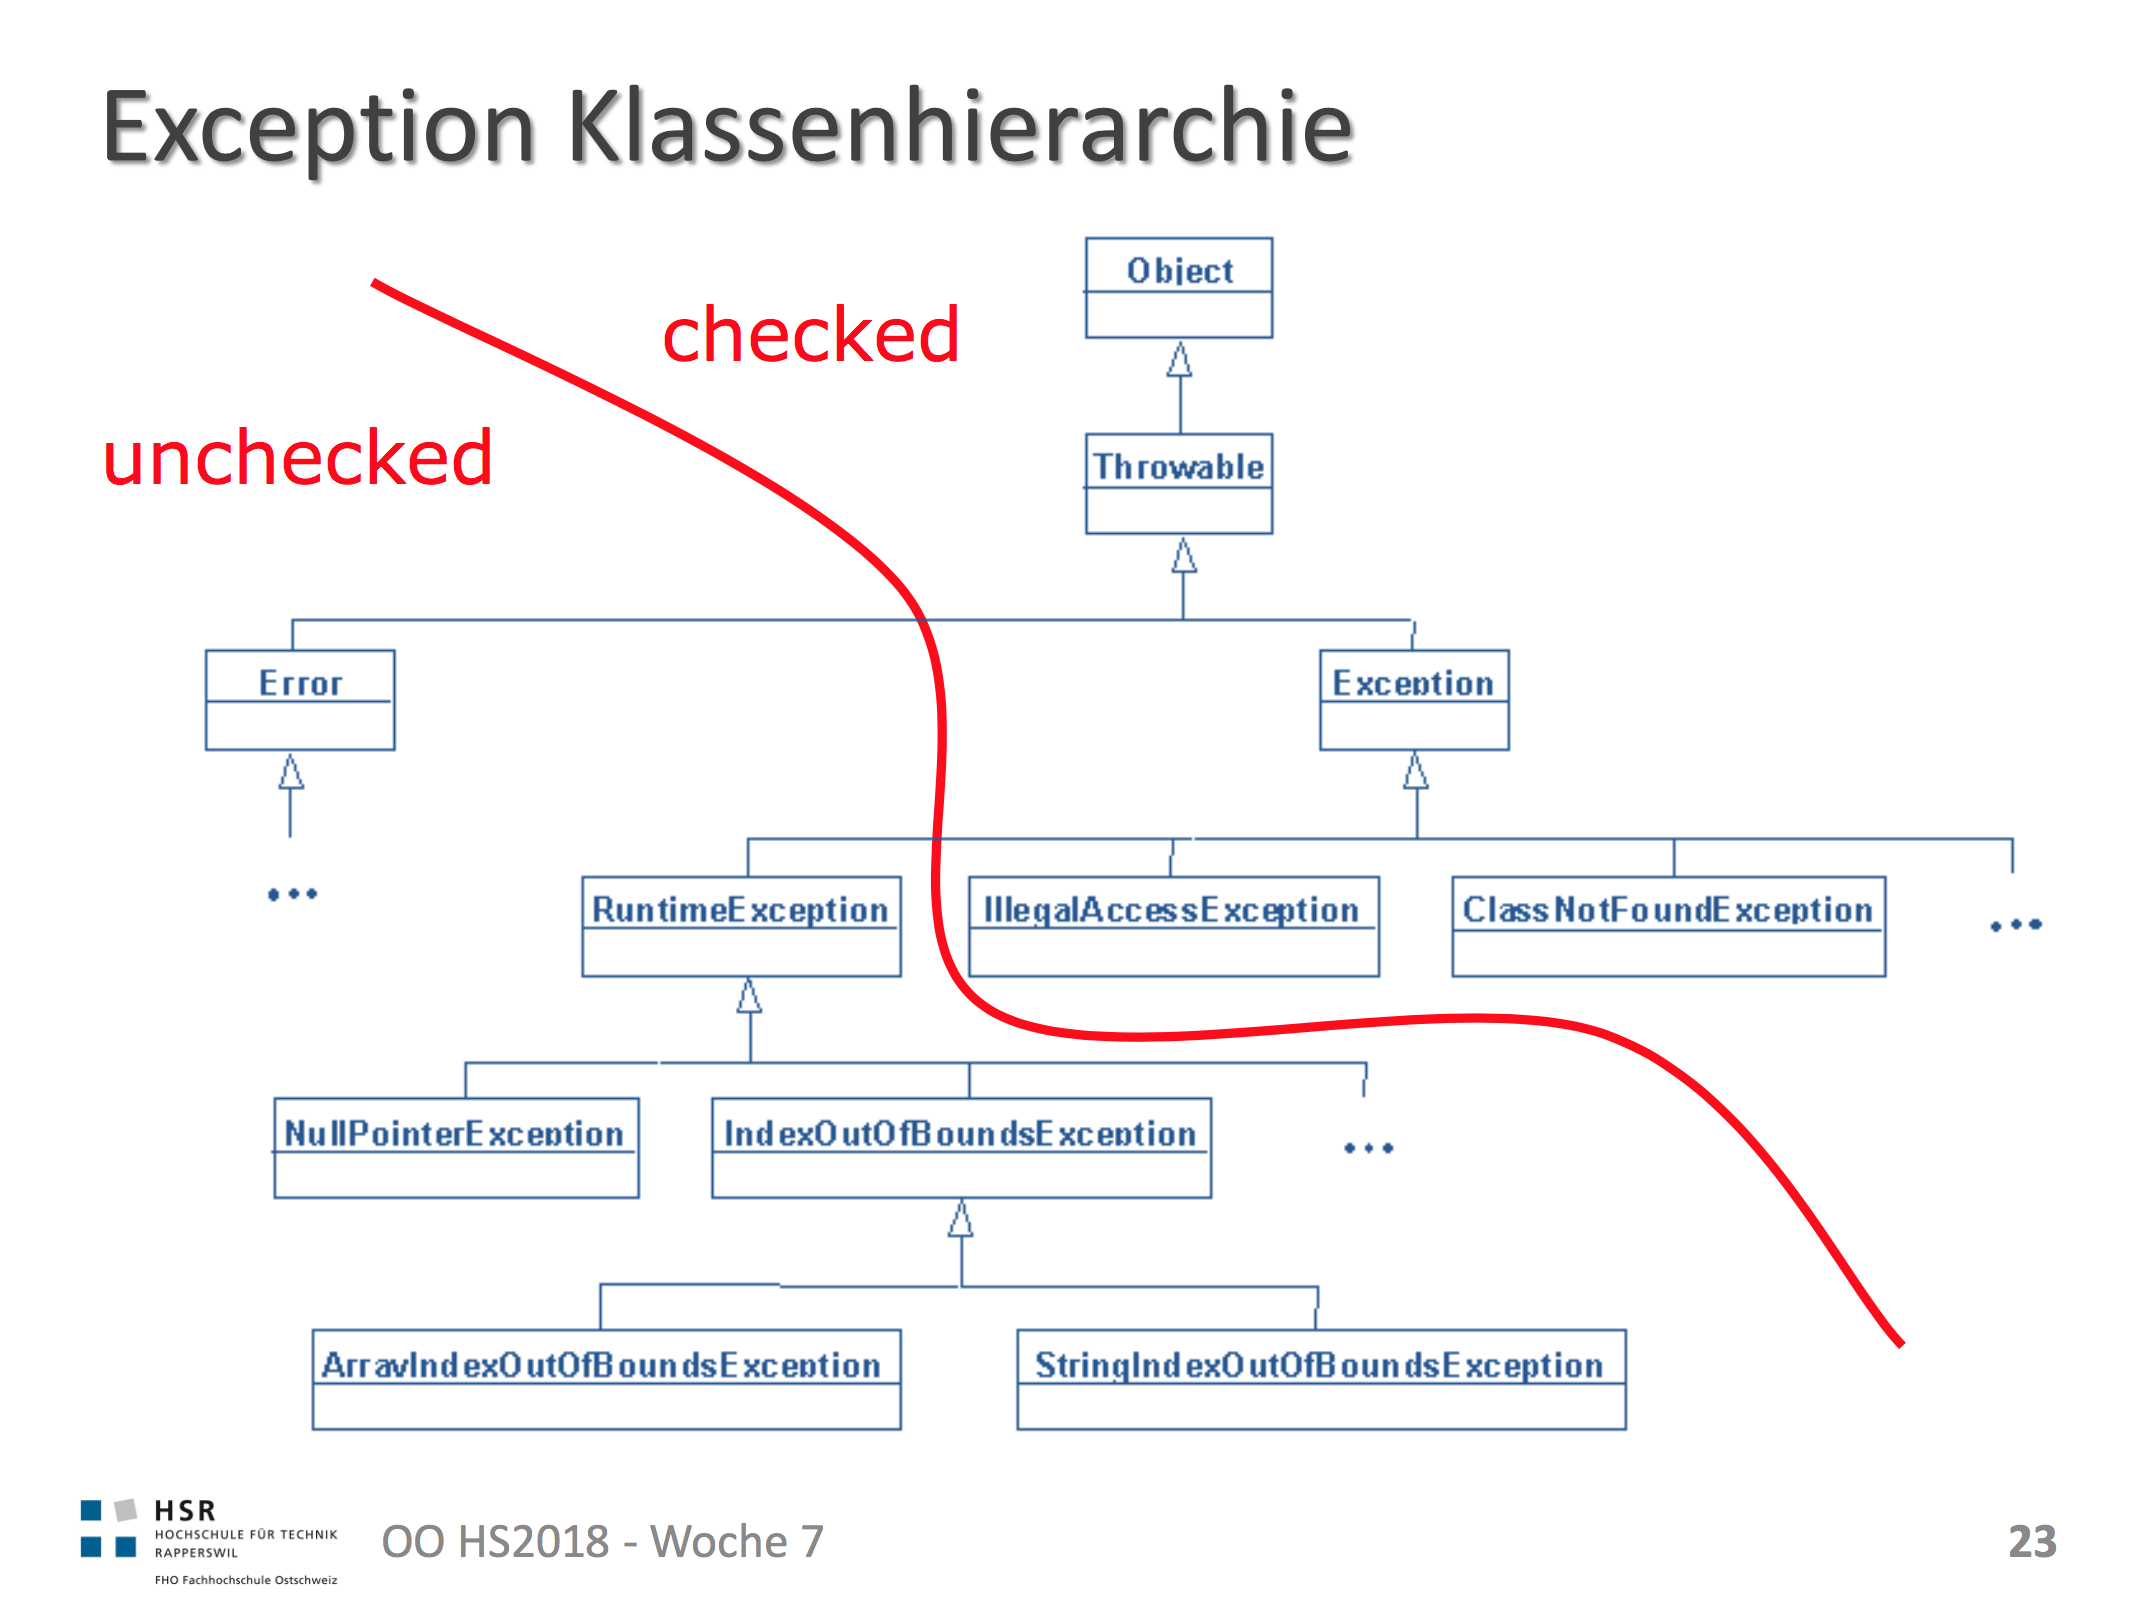 Exception Klassenhierarchie
Object
checked
unchecked
Throwable
Error
Exception
...
RuntimeException
IllegalAccessException
ClassNotFoundException
...
NullPointerException
IndexOutOfBoundsException
...
ArrayIndexOutOfBoundsException
StringIndexOutOfBoundsException
HSR
HOCHSCHULE FÜR TECHNIK
RAPPERSWIL
FHO Fachhochschule Ostschweiz
OO HS2018 - Woche 7
23